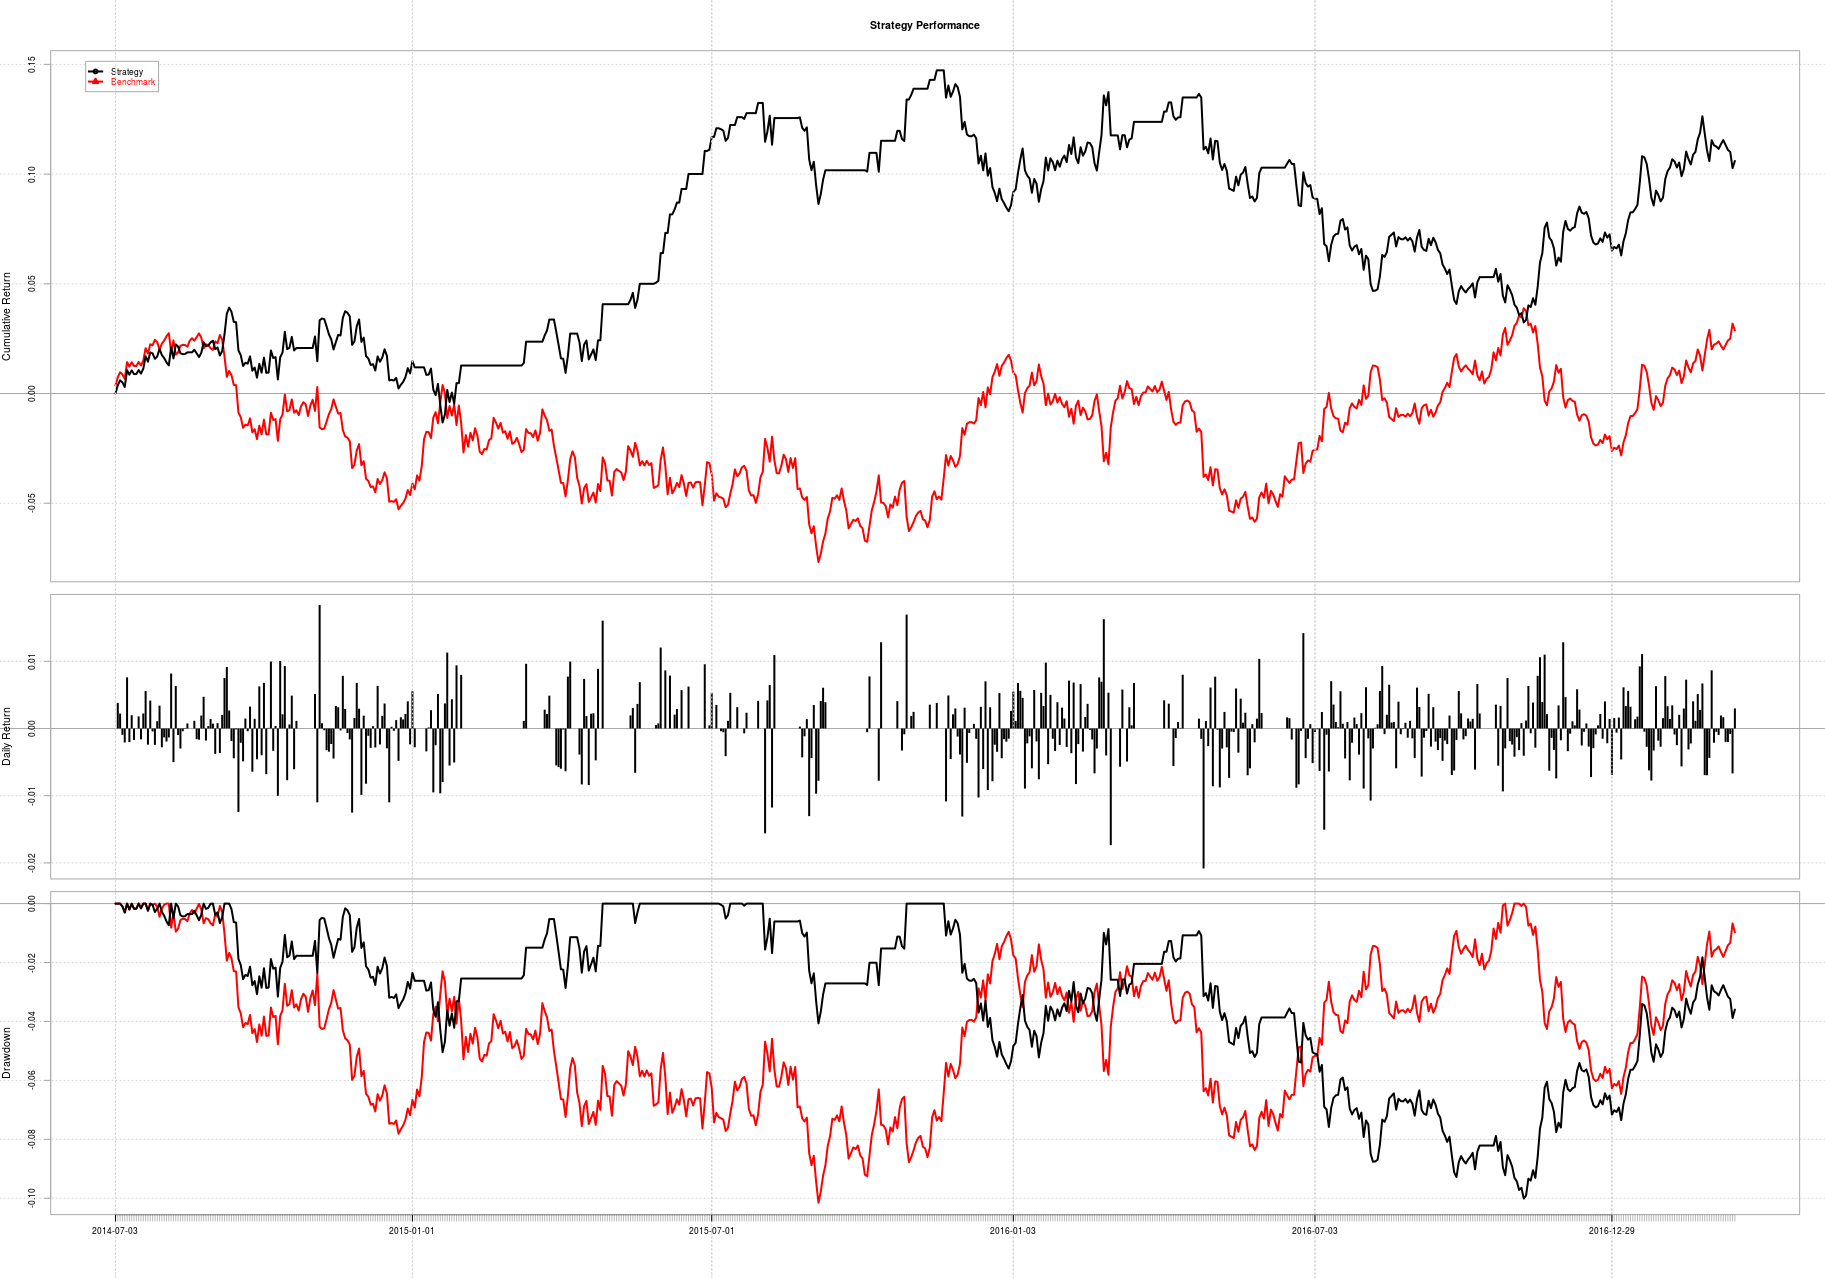 Strategy Performance
Strategy
Benchmark
Cumulative Return
0.15
0.10
0.05
0.00
-0.05
Daily Return
0.01
0.00
-0.01
-0.02
Drawdown
0.00
-0.02
-0.04
-0.06
-0.08
-0.10
2014-07-03 2015-01-01 2015-07-01 2016-01-03 2016-07-03 2016-12-29